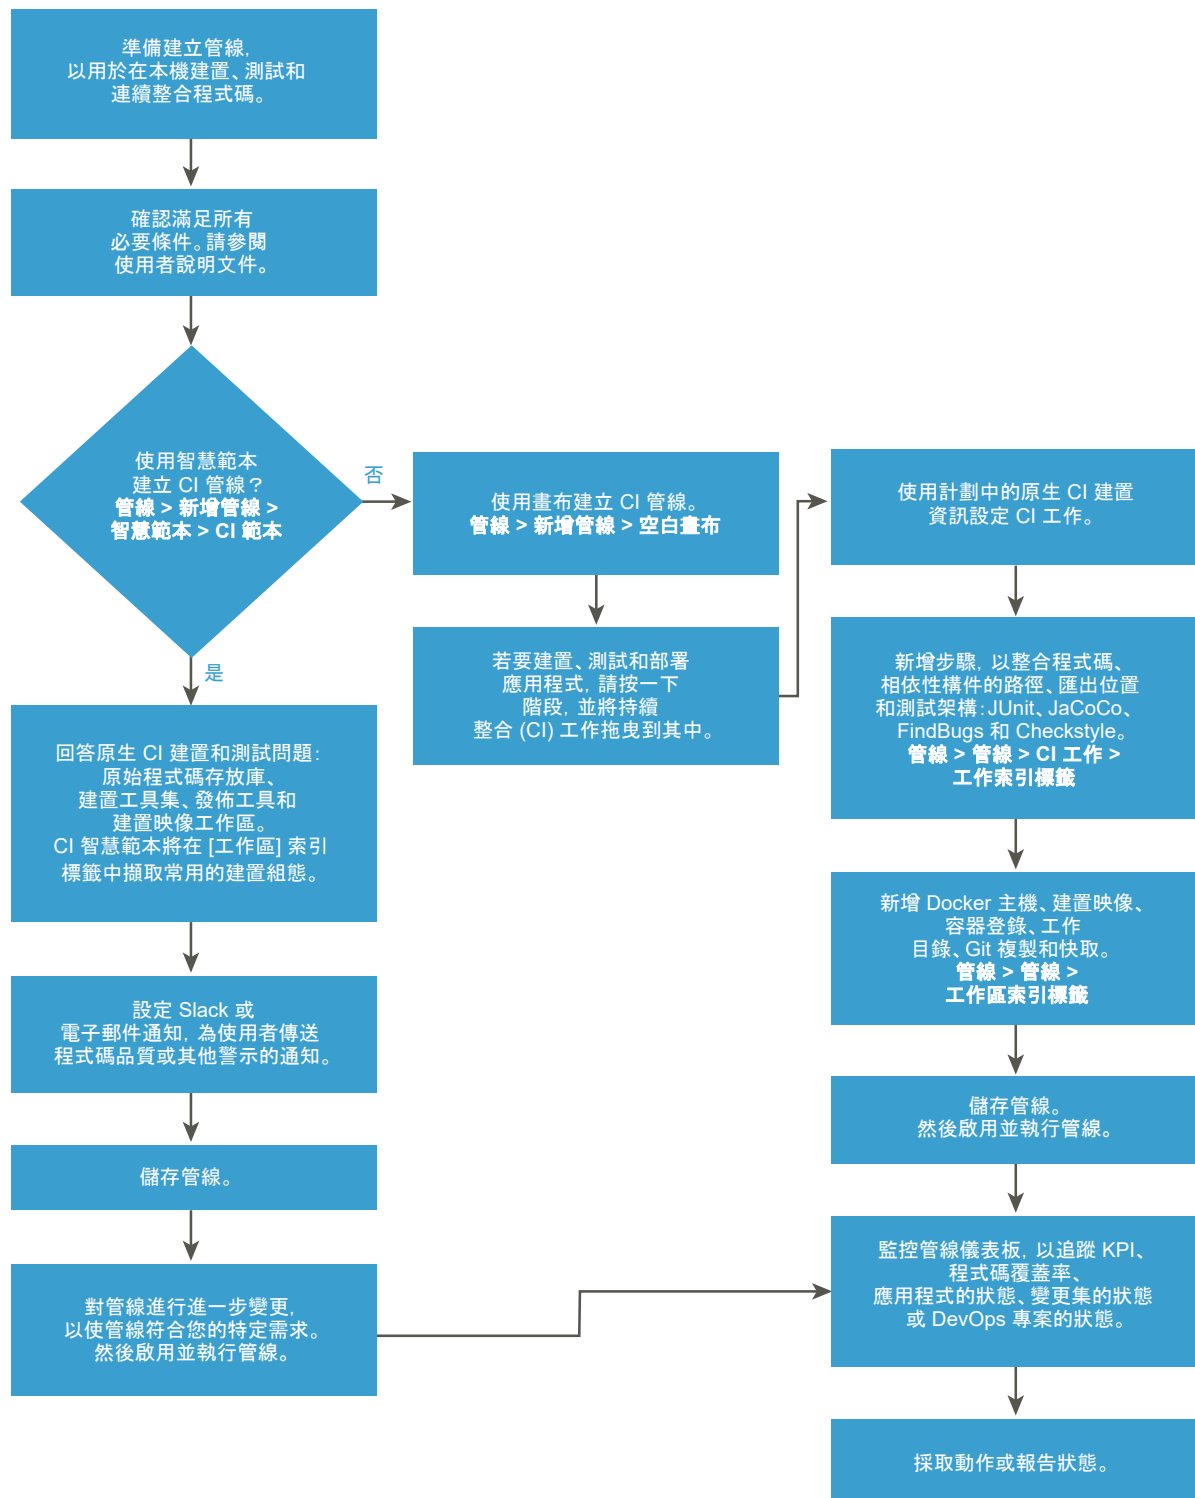 準備建立管線，
以用於在本機建置、測試和
連續整合程式碼。
確認滿足所有
必要條件。請參閱
使用者說明文件。
使用智慧範本
建立 CI 管線？
管線 > 新增管線 >
智慧範本 > CI 範本
否
是
使用畫布建立 CI 管線。
管線 > 新增管線 > 空白畫布
若要建置、測試和部署
應用程式，請按一下
階段，並將持續
整合 (CI) 工作拖曳到其中。
使用計劃中的原生 CI 建置
資訊設定 CI 工作。
新增步驟，以整合程式碼、
相依性構件的路徑、匯出位置
和測試架構：JUnit、JaCoCo、
FindBugs 和 Checkstyle。
管線 > 管線 > CI 工作 >
工作索引標籤
新增 Docker 主機、建置映像、
容器登錄、工作
目錄、Git 複製和快取。
管線 > 管線 >
工作區索引標籤
儲存管線。
然後啟用並執行管線。
監控管線儀表板，以追蹤 KPI、
程式碼覆蓋率、
應用程式的狀態、變更集的狀態
或 DevOps 專案的狀態。
採取動作或報告狀態。
回答原生 CI 建置和測試問題：
原始程式碼存放庫、
建置工具集、發佈工具和
建置映像工作區。
CI 智慧範本將在 [工作區] 索引
標籤中擷取常用的建置組態。
設定 Slack 或
電子郵件通知，為使用者傳送
程式碼品質或其他警示的通知。
儲存管線。
對管線進行進一步變更，
以使管線符合您的特定需求。
然後啟用並執行管線。